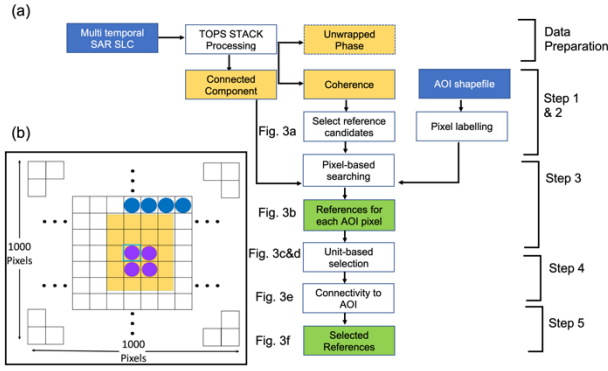 (a)
Multi temporal
SAR SLC
TOPS STACK
Processing
Unwrapped
Phase
Data
Preparation
Connected
Component
Coherence
AOI shapefile
Step 1
& 2
Fig. 3a
Select reference
candidates
Pixel labelling
(b)
Pixel-based
searching
Step 3
Fig. 3b
References for
each AOI pixel
1000
Pixels
Fig. 3c&d
Unit-based
selection
Step 4
Fig. 3e
Connectivity to
AOI
Step 5
Fig. 3f
Selected
References
1000
Pixels